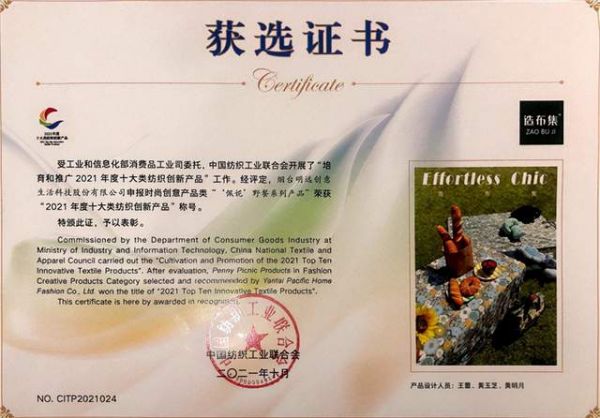 获选证书
Certificate
2021年度
十大类纺织创新产品
造布集
ZAO BU JI
受工业和信息化部消费品工业司委托，中国纺织工业联合会开展了“培
育和推广2021年度十大类纺织创新产品”工作。经评定，烟台明远创意
生活科技股份有限公司申报时尚创意产品类“‘佩妮’野餐系列产品”荣获
“2021年度十大类纺织创新产品”称号。
特颁此证，予以表彰。
Commissioned by the Department of Consumer Goods Industry at
Ministry of Industry and Information Technology, China National Textile and
Apparel Council carried out the “Cultivation and Promotion of the 2021 Top Ten
Innovative Textile Products”. After evaluation, Penny Picnic Products in Fashion
Creative Products Category selected and recommended by Yantai Pacific Home
Fashion Co., Ltd. won the title of “2021 Top Ten Innovative Textile Products”.
This certificate is here by awarded in recognition.
Effortless Chic
中国纺织工业联合会
中国纺织工业联合会
二〇二一年十月
产品设计人员：王蕾、黄玉芝、黄明月
NO. CITP2021024